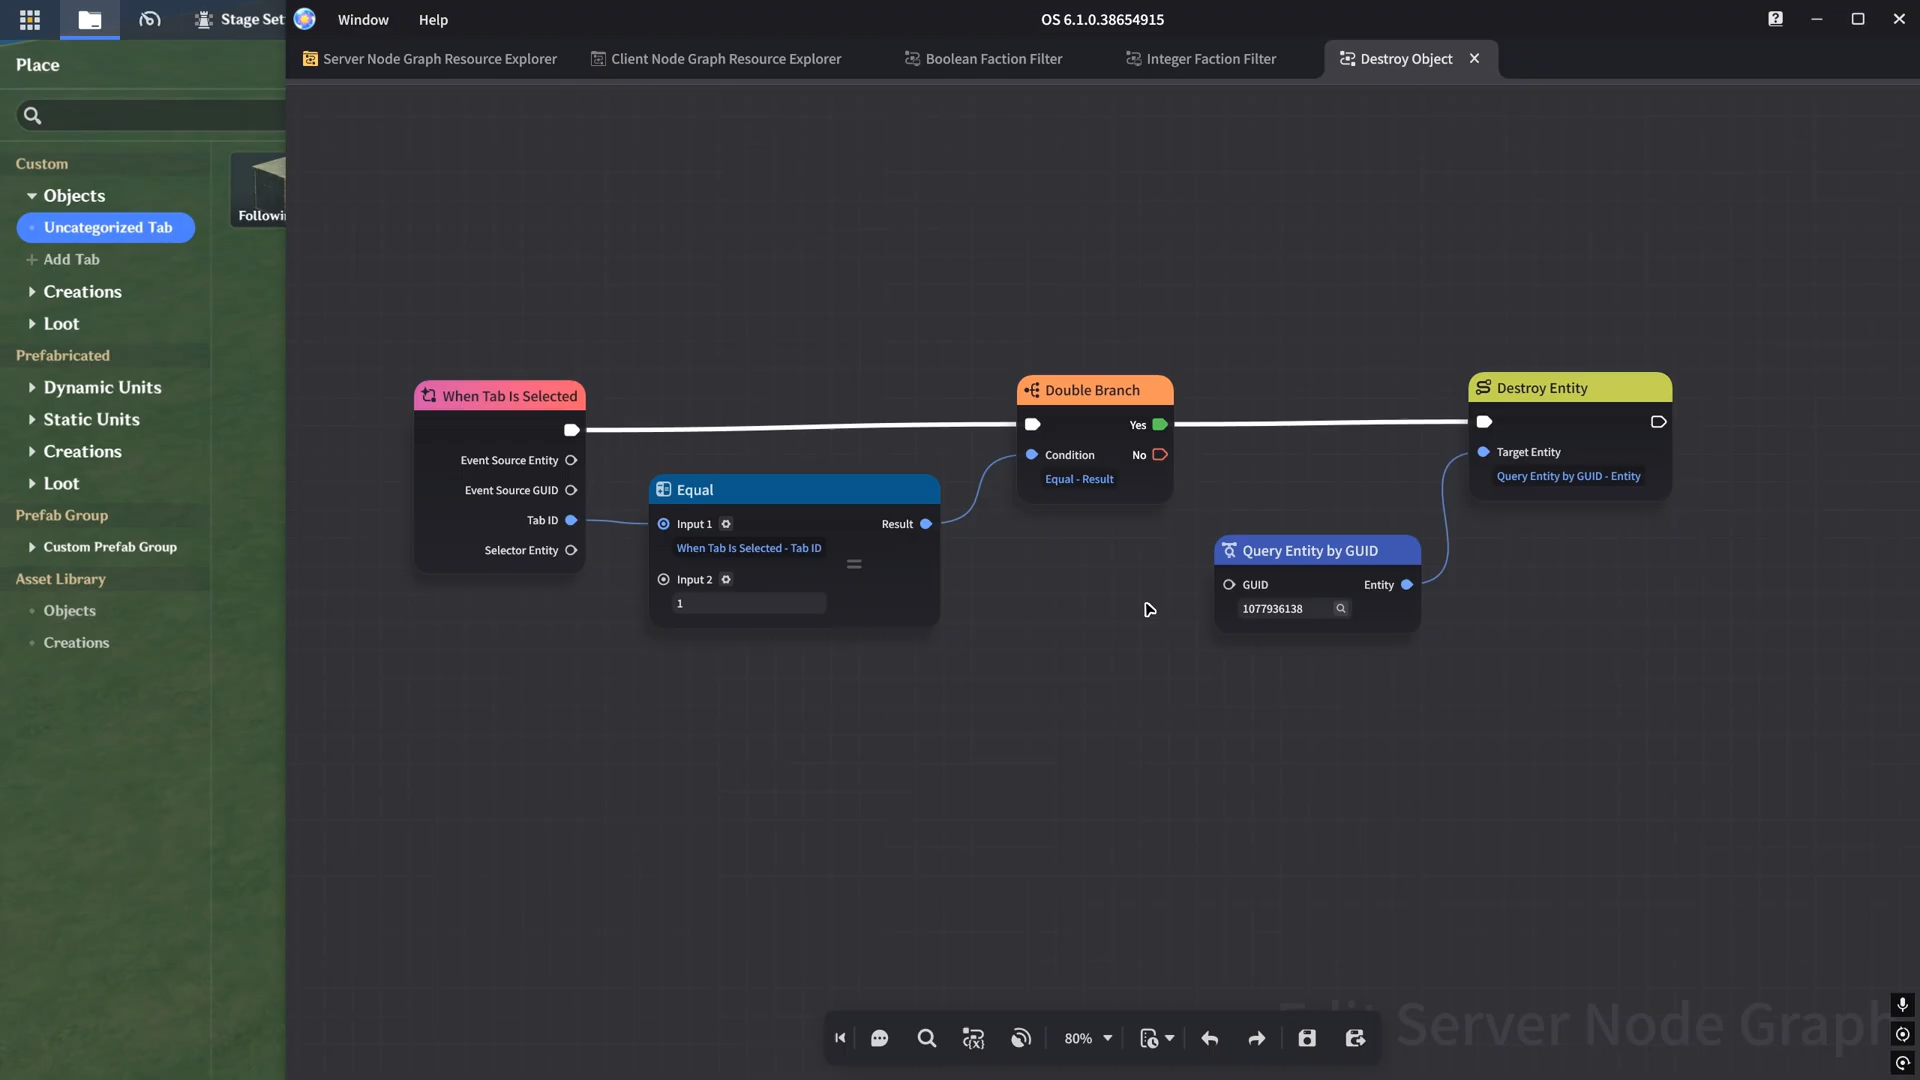 Stage Set
Window
Help
OS 6.1.0.38654915
Server Node Graph Resource Explorer
Client Node Graph Resource Explorer
Boolean Faction Filter
Integer Faction Filter
Destroy Object
Place
Custom
Objects
Uncategorized Tab
Add Tab
Creations
Loot
Prefabricated
Dynamic Units
Static Units
Creations
Loot
Prefab Group
Custom Prefab Group
Asset Library
Objects
Creations
Followi
When Tab Is Selected
Event Source Entity
Event Source GUID
Tab ID
Selector Entity
Equal
Input 1
Result
When Tab Is Selected - Tab ID
=
Input 2
1
Double Branch
Yes
Condition
No
Equal - Result
Query Entity by GUID
GUID
Entity
1077936138
Destroy Entity
Target Entity
Query Entity by GUID - Entity
Edit Server Node Graph
80%